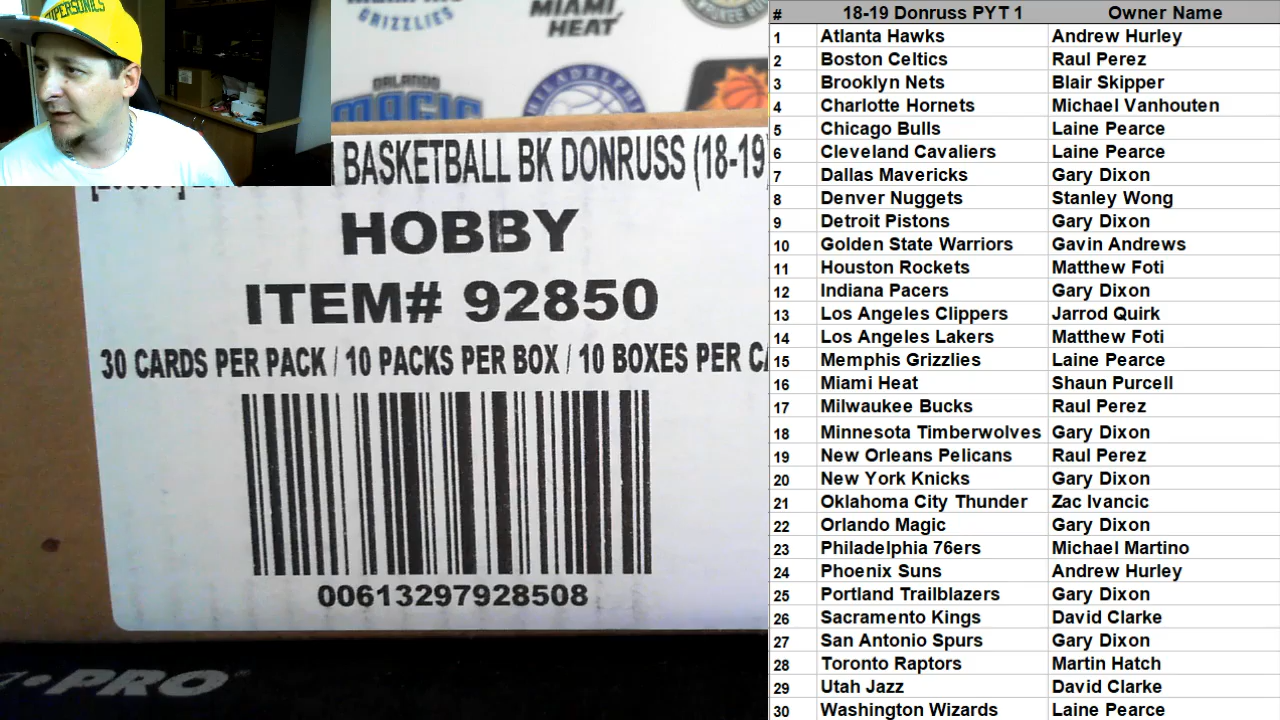 SUPERSONICS
GRIZZLIES
MIAMI
HEAT
ORLANDO
MAGIC
PHILADELPHIA
BASKETBALL BK DONRUSS (18-19)
HOBBY
ITEM# 92850
30 CARDS PER PACK / 10 PACKS PER BOX / 10 BOXES PER CA
00613297928508
PRO
# 18-19 Donruss PYT 1 Owner Name
1 Atlanta Hawks Andrew Hurley
2 Boston Celtics Raul Perez
3 Brooklyn Nets Blair Skipper
4 Charlotte Hornets Michael Vanhouten
5 Chicago Bulls Laine Pearce
6 Cleveland Cavaliers Laine Pearce
7 Dallas Mavericks Gary Dixon
8 Denver Nuggets Stanley Wong
9 Detroit Pistons Gary Dixon
10 Golden State Warriors Gavin Andrews
11 Houston Rockets Matthew Foti
12 Indiana Pacers Gary Dixon
13 Los Angeles Clippers Jarrod Quirk
14 Los Angeles Lakers Matthew Foti
15 Memphis Grizzlies Laine Pearce
16 Miami Heat Shaun Purcell
17 Milwaukee Bucks Raul Perez
18 Minnesota Timberwolves Gary Dixon
19 New Orleans Pelicans Raul Perez
20 New York Knicks Gary Dixon
21 Oklahoma City Thunder Zac Ivancic
22 Orlando Magic Gary Dixon
23 Philadelphia 76ers Michael Martino
24 Phoenix Suns Andrew Hurley
25 Portland Trailblazers Gary Dixon
26 Sacramento Kings David Clarke
27 San Antonio Spurs Gary Dixon
28 Toronto Raptors Martin Hatch
29 Utah Jazz David Clarke
30 Washington Wizards Laine Pearce